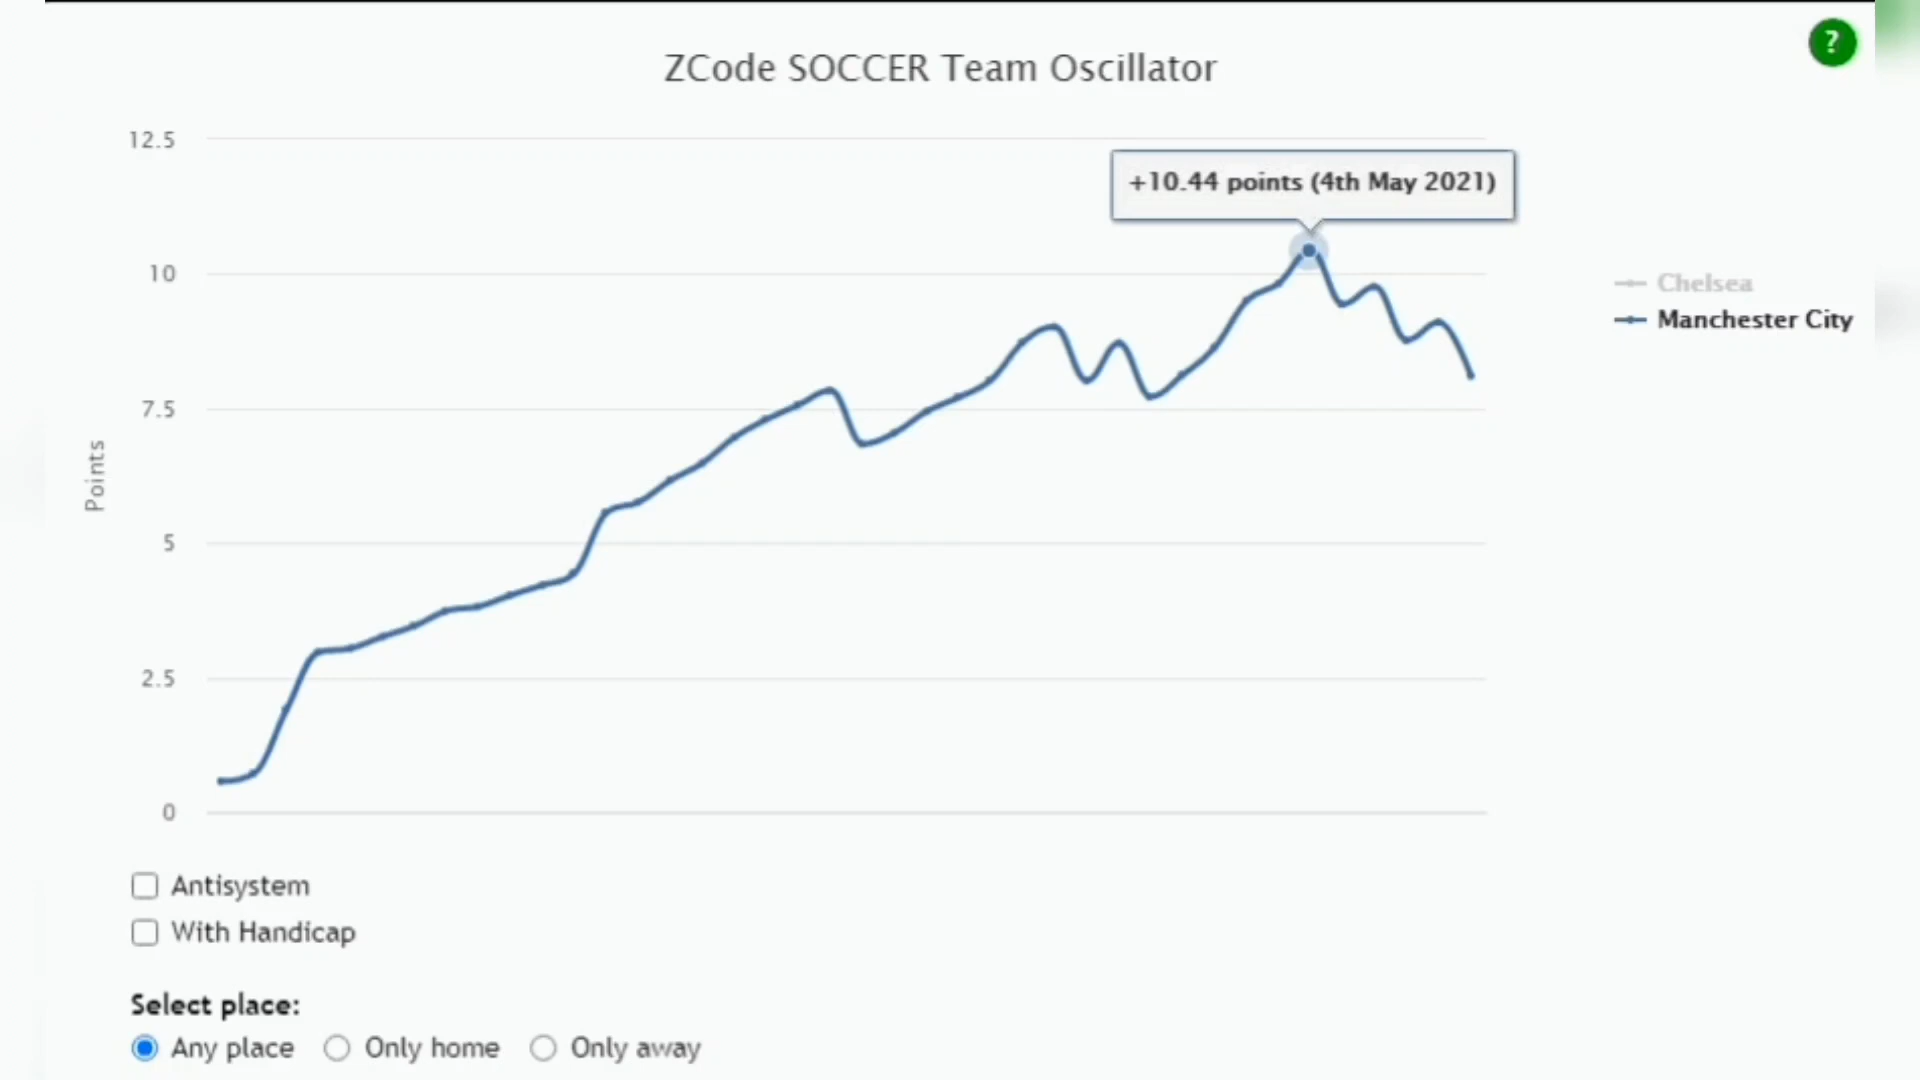 ?
ZCode SOCCER Team Oscillator
12.5
+10.44 points (4th May 2021)
10
Chelsea
Manchester City
7.5
Points
5
2.5
0
Antisystem
With Handicap
Select place:
Any place Only home Only away